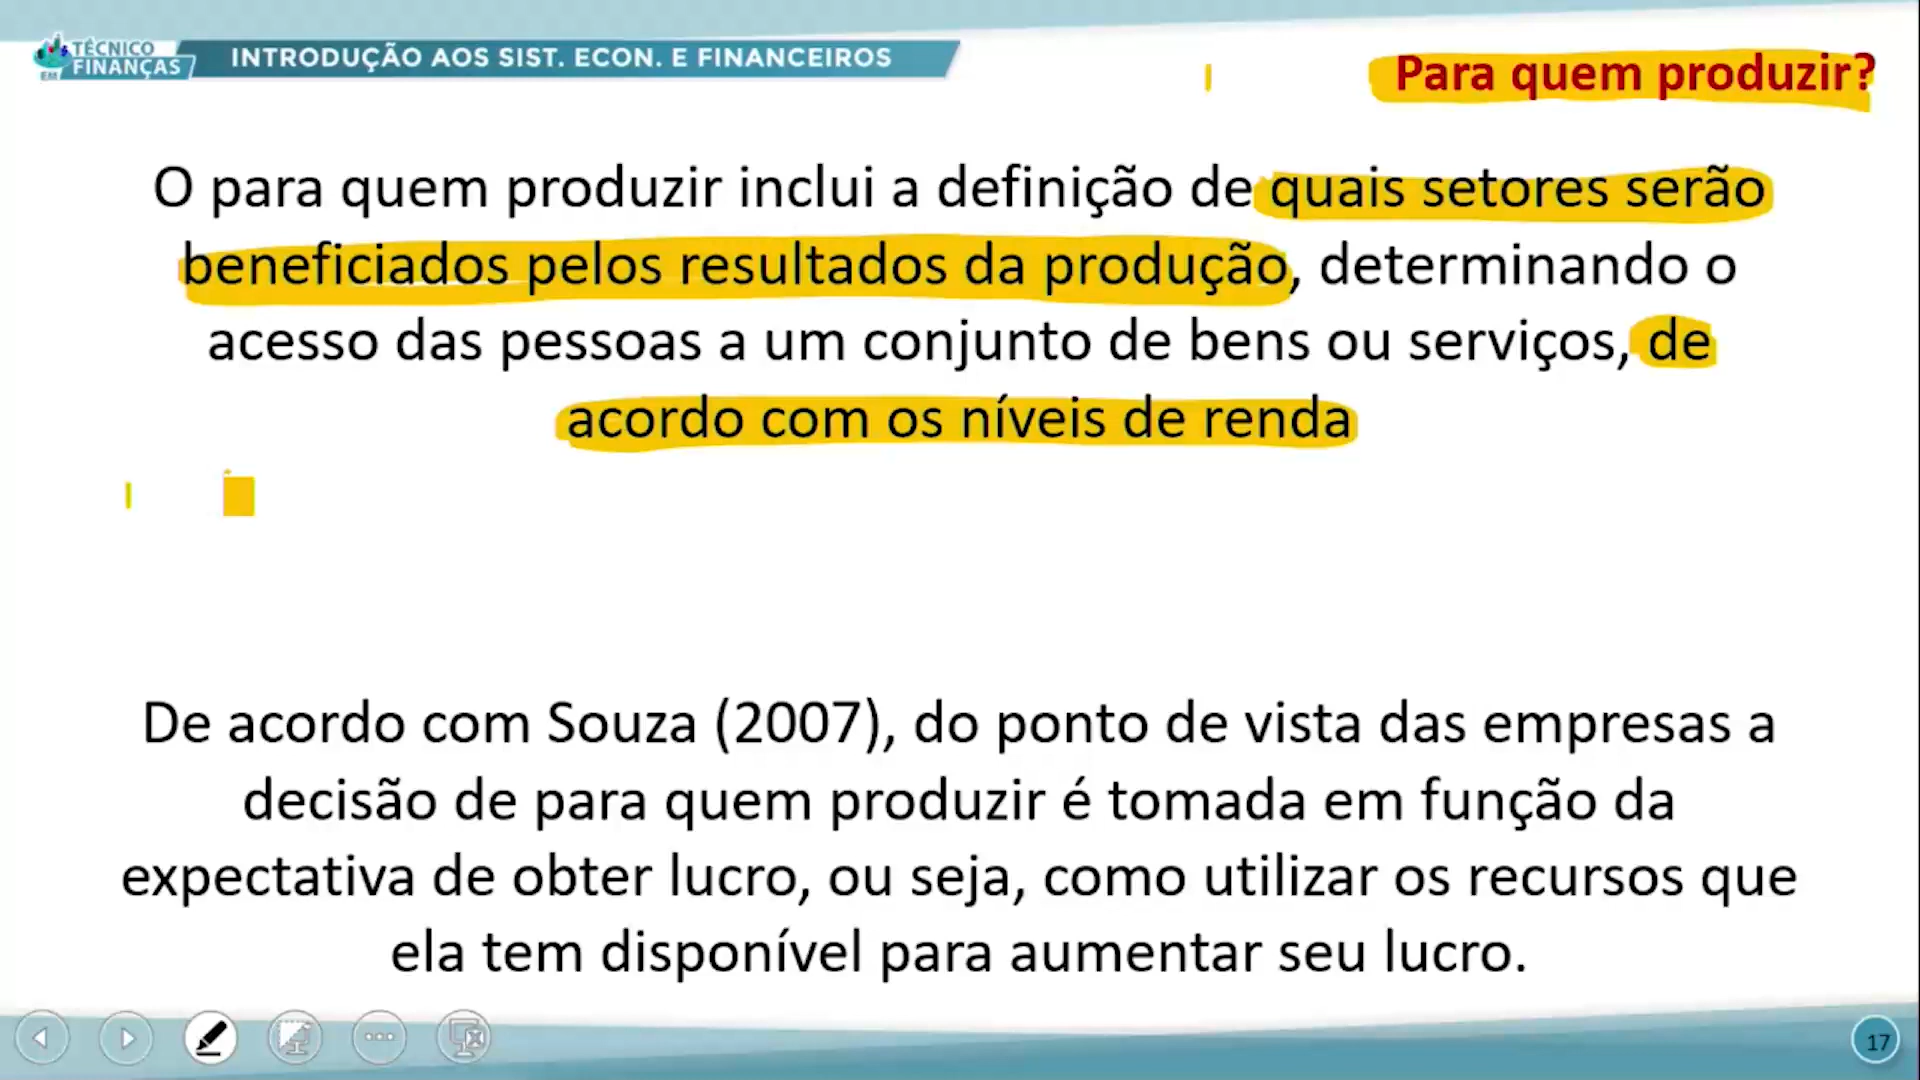 TÉCNICO
EM FINANÇAS
INTRODUÇÃO AOS SIST. ECON. E FINANCEIROS
Para quem produzir?
O para quem produzir inclui a definição de quais setores serão
beneficiados pelos resultados da produção, determinando o
acesso das pessoas a um conjunto de bens ou serviços, de
acordo com os níveis de renda
De acordo com Souza (2007), do ponto de vista das empresas a
decisão de para quem produzir é tomada em função da
expectativa de obter lucro, ou seja, como utilizar os recursos que
ela tem disponível para aumentar seu lucro.
17